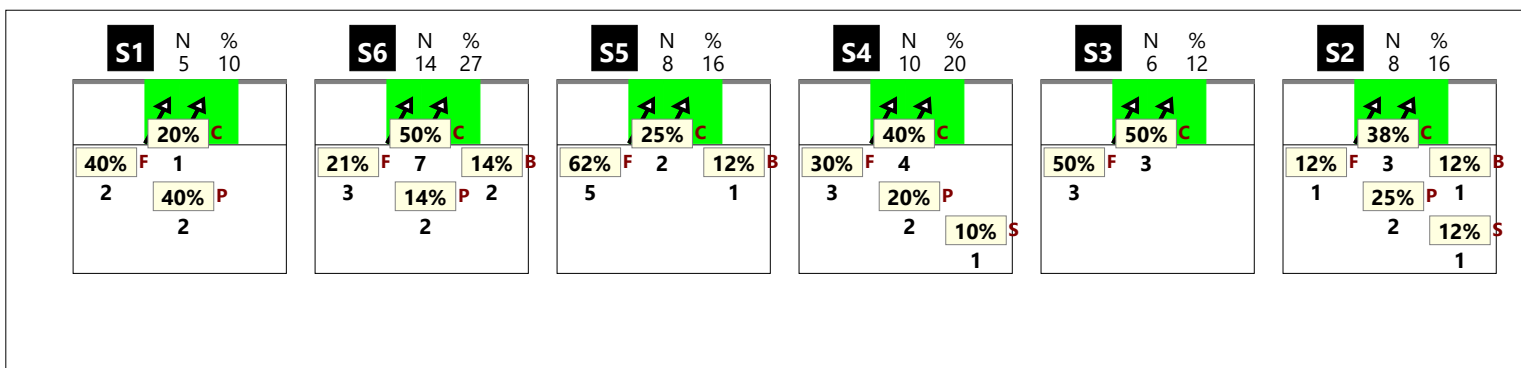 S1 N % S6 N % S5 N % S4 N % S3 N % S2 N %
5 10 14 27 8 16 10 20 6 12 8 16
20% C 50% C 25% C 40% C 50% C 38% C
40% F 1 21% F 7 14% B 62% F 2 12% B 30% F 4 50% F 3 12% F 3 12% B
2 40% P 3 14% P 2 5 1 3 20% P 3 1 25% P 1
2 2 2 10% S 2 12% S
1 1